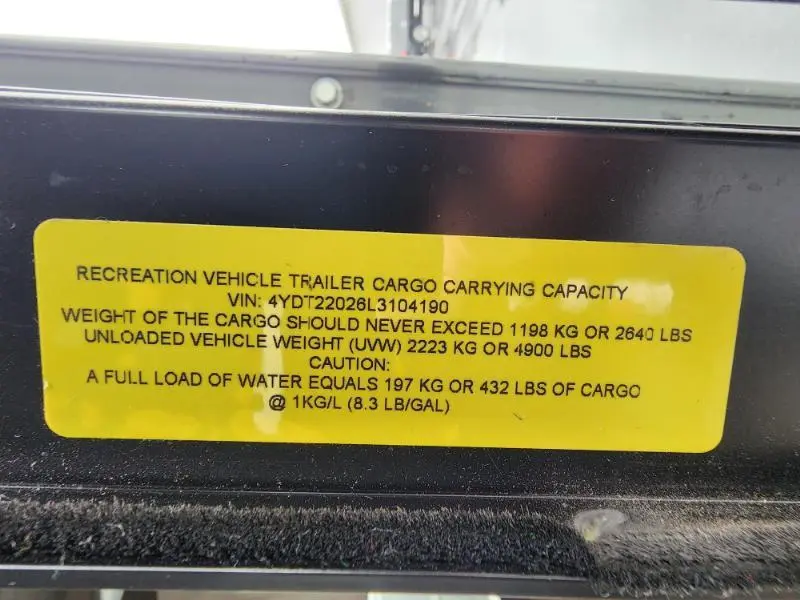 RECREATION VEHICLE TRAILER CARGO CARRYING CAPACITY
VIN: 4YDT22026L3104190
WEIGHT OF THE CARGO SHOULD NEVER EXCEED 1198 KG OR 2640 LBS
UNLOADED VEHICLE WEIGHT (UVW) 2223 KG OR 4900 LBS
CAUTION:
A FULL LOAD OF WATER EQUALS 197 KG OR 432 LBS OF CARGO
@ 1KG/L (8.3 LB/GAL)